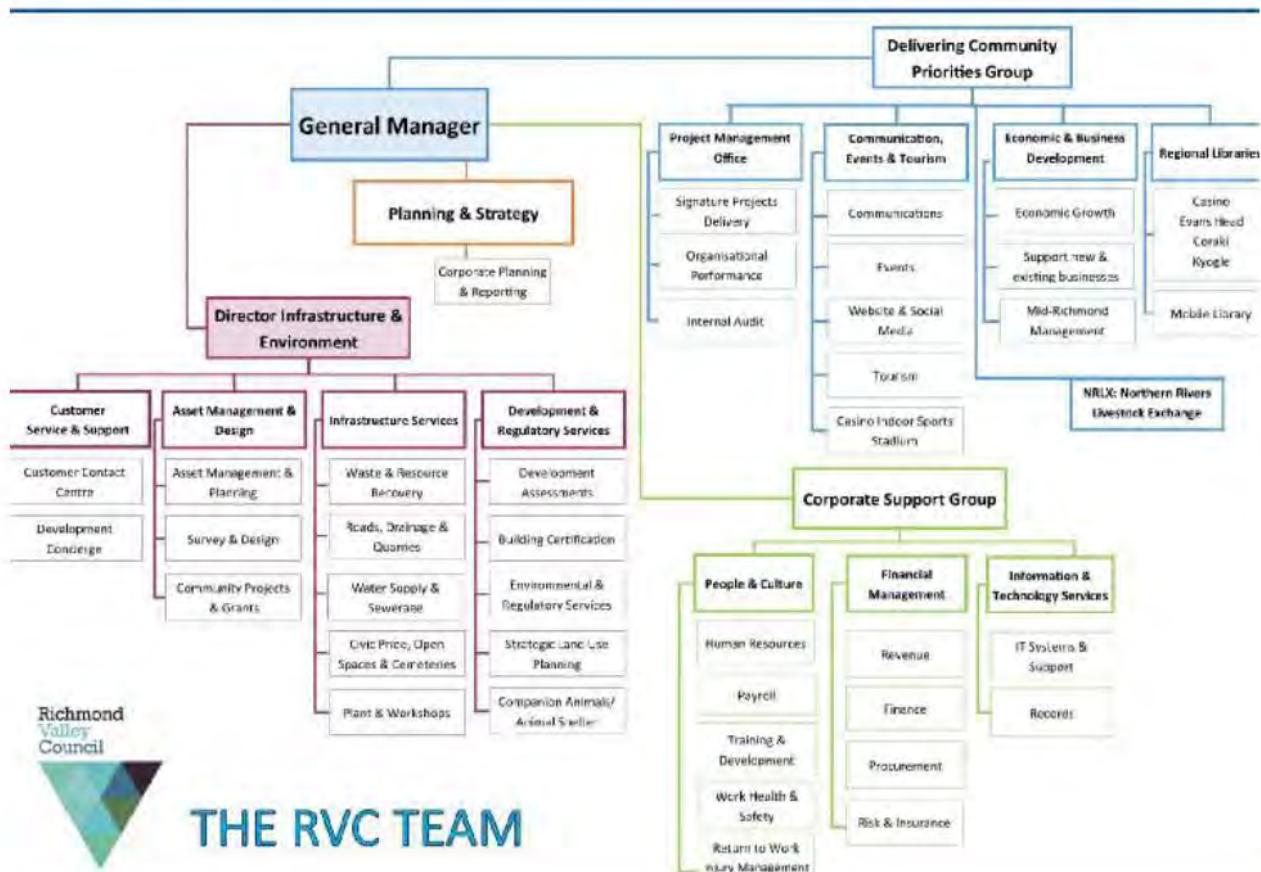 Delivering Community
Priorities Group
General Manager
Project Management
Office
Signature Projects
Delivery
Organisational
Performance
Internal Audit
Communication,
Events & Tourism
Communications
Events
Website & Social
Media
Tourism
Casino Indoor Sports
Stadium
Economic & Business
Development
Economic Growth
Support new &
existing businesses
Mid-Richmond
Management
Regional Libraries
Casino
Evans Head
Coraki
Kyogle
Mobile Library
NRLX: Northern Rivers
Livestock Exchange
Planning & Strategy
Corporate Planning
& Reporting
Director Infrastructure &
Environment
Customer
Service & Support
Customer Contact
Centre
Development
Concierge
Asset Management &
Design
Asset Management &
Planning
Survey & Design
Community Projects
& Grants
Infrastructure Services
Waste & Resource
Recovery
Roads, Drainage &
Quarries
Water Supply &
Sewerage
Civic Pride, Open
Spaces & Cemeteries
Plant & Workshops
Development &
Regulatory Services
Development
Assessments
Building Certification
Environmental &
Regulatory Services
Strategic Land Use
Planning
Companion Animals/
Animal Shelter
Corporate Support Group
People & Culture
Human Resources
Payroll
Training &
Development
Work Health &
Safety
Return to Work
Injury Management
Financial
Management
Revenue
Finance
Procurement
Risk & Insurance
Information &
Technology Services
IT Systems &
Support
Records
Richmond
Valley
Council
THE RVC TEAM